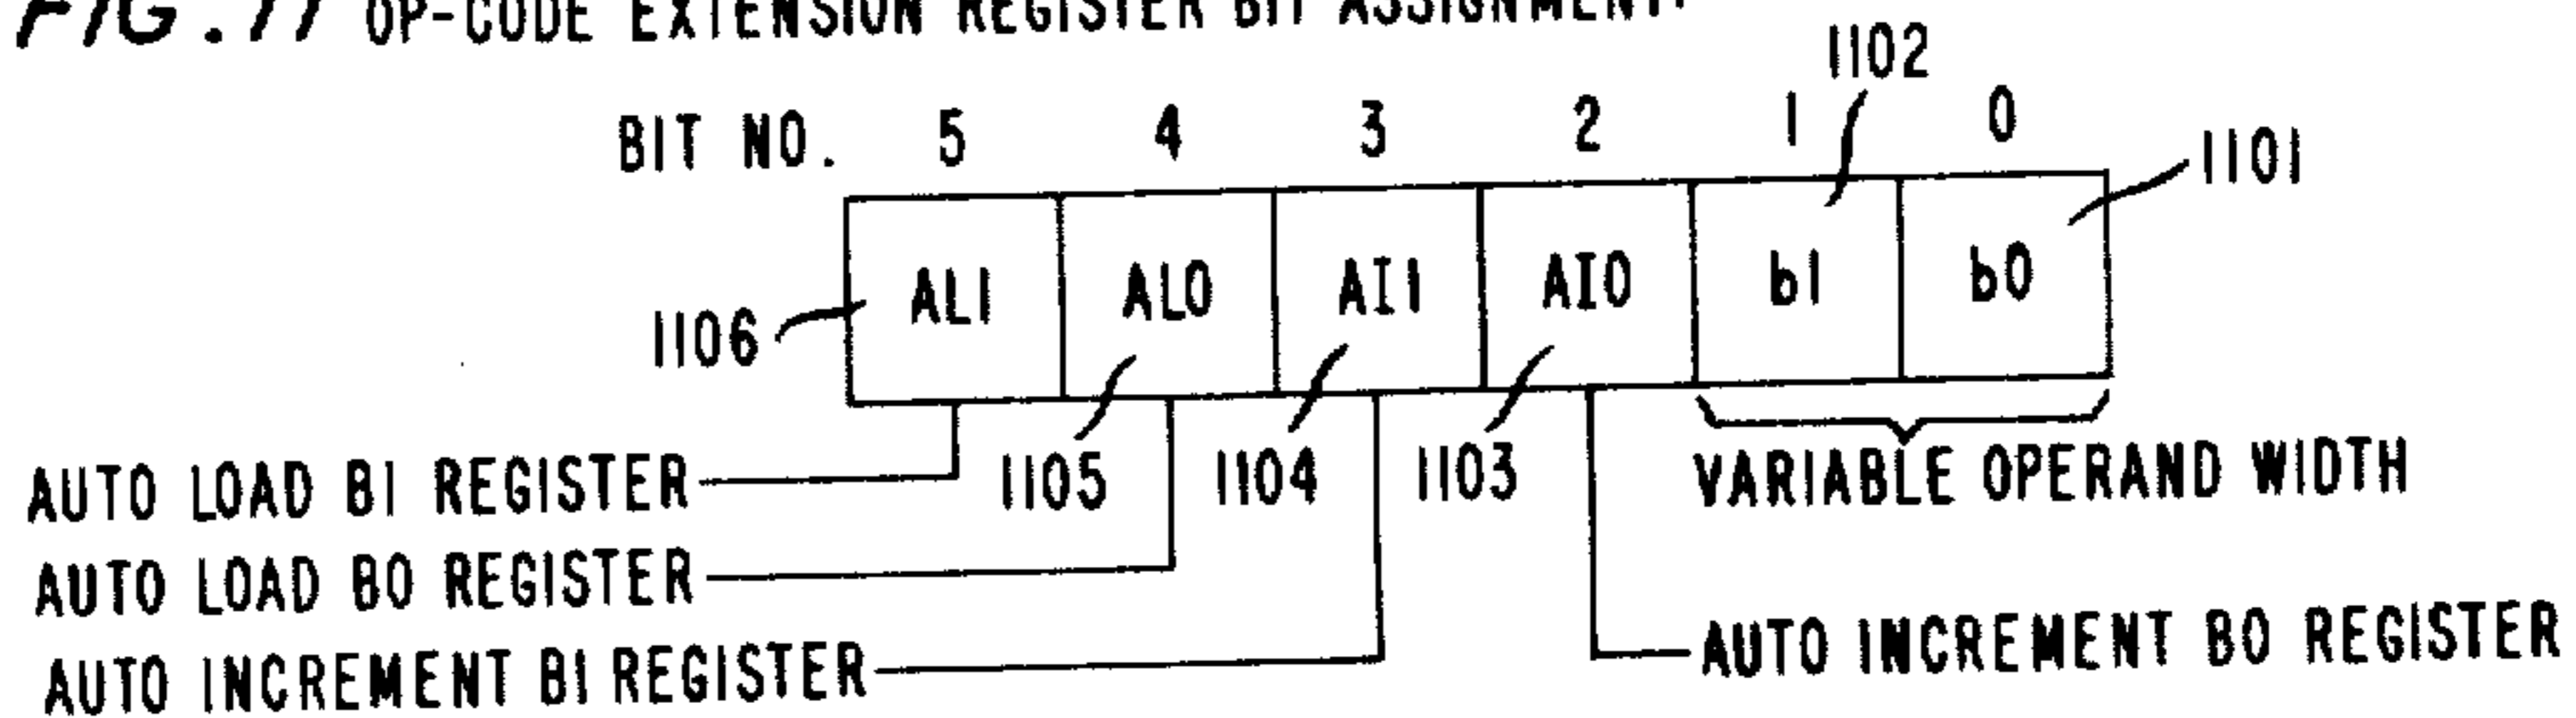 FIG. 11 OP-CODE EXTENSION REGISTER BIT ASSIGNMENT.
1102
BIT NO. 5 4 3 2 1 0
1101
AL1 AL0 AI1 AI0 b1 b0
1106
1105 1104 1103 VARIABLE OPERAND WIDTH
AUTO LOAD B1 REGISTER
AUTO LOAD B0 REGISTER
AUTO INCREMENT B1 REGISTER
AUTO INCREMENT B0 REGISTER